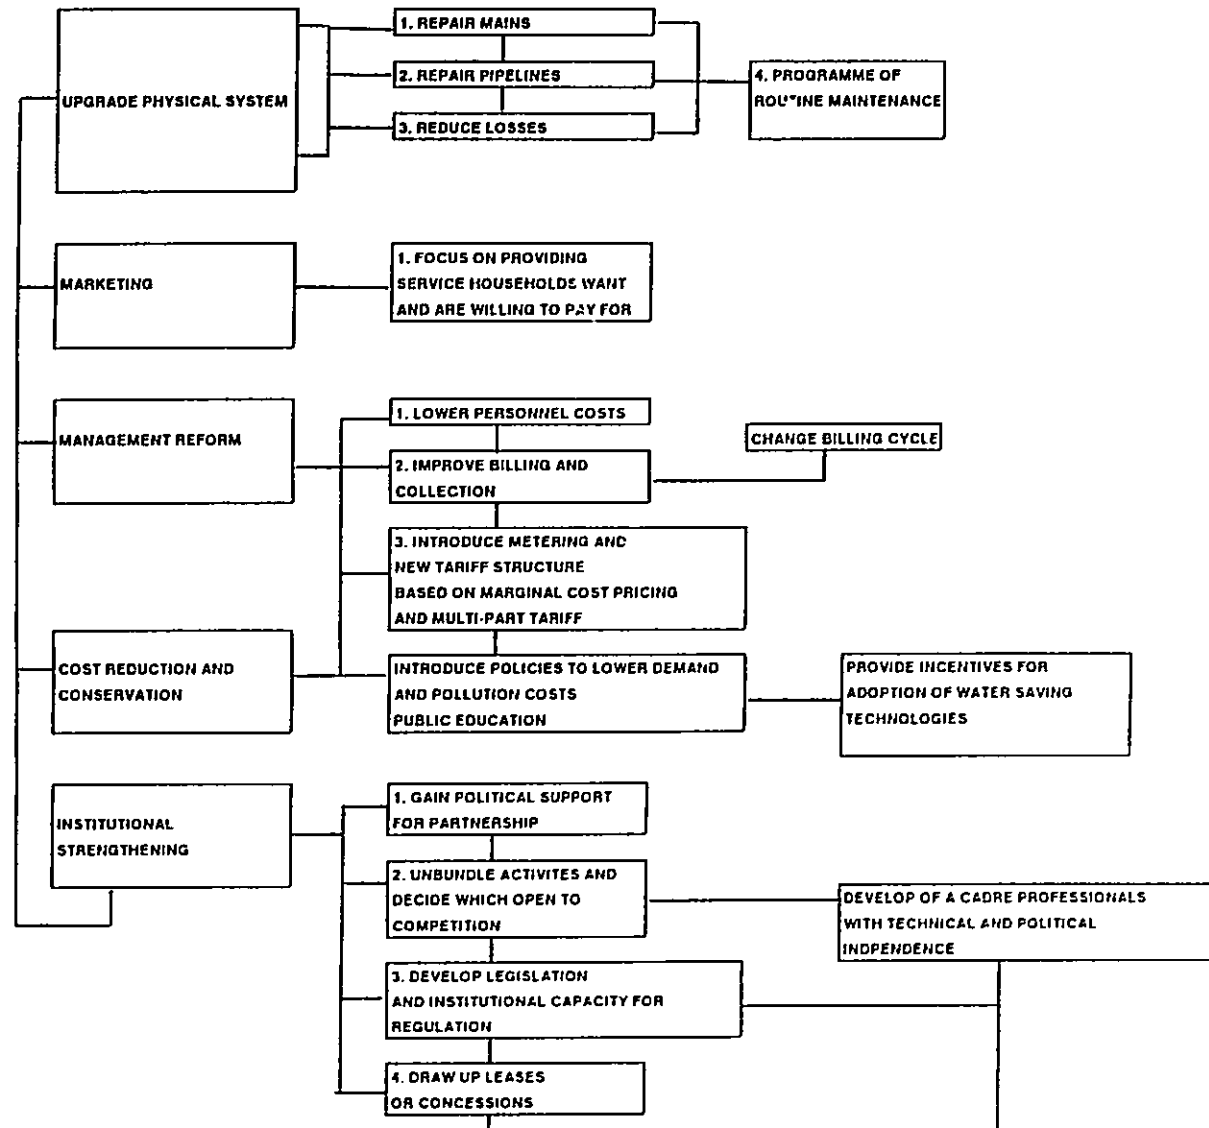 UPGRADE PHYSICAL SYSTEM
1. REPAIR MAINS
2. REPAIR PIPELINES
3. REDUCE LOSSES
4. PROGRAMME OF
ROUTINE MAINTENANCE
MARKETING
1. FOCUS ON PROVIDING
SERVICE HOUSEHOLDS WANT
AND ARE WILLING TO PAY FOR
MANAGEMENT REFORM
1. LOWER PERSONNEL COSTS
2. IMPROVE BILLING AND
COLLECTION
CHANGE BILLING CYCLE
3. INTRODUCE METERING AND
NEW TARIFF STRUCTURE
BASED ON MARGINAL COST PRICING
AND MULTI-PART TARIFF
COST REDUCTION AND
CONSERVATION
INTRODUCE POLICIES TO LOWER DEMAND
AND POLLUTION COSTS
PUBLIC EDUCATION
PROVIDE INCENTIVES FOR
ADOPTION OF WATER SAVING
TECHNOLOGIES
INSTITUTIONAL
STRENGTHENING
1. GAIN POLITICAL SUPPORT
FOR PARTNERSHIP
2. UNBUNDLE ACTIVITES AND
DECIDE WHICH OPEN TO
COMPETITION
DEVELOP OF A CADRE PROFESSIONALS
WITH TECHNICAL AND POLITICAL
INDPENDENCE
3. DEVELOP LEGISLATION
AND INSTITUTIONAL CAPACITY FOR
REGULATION
4. DRAW UP LEASES
OR CONCESSIONS